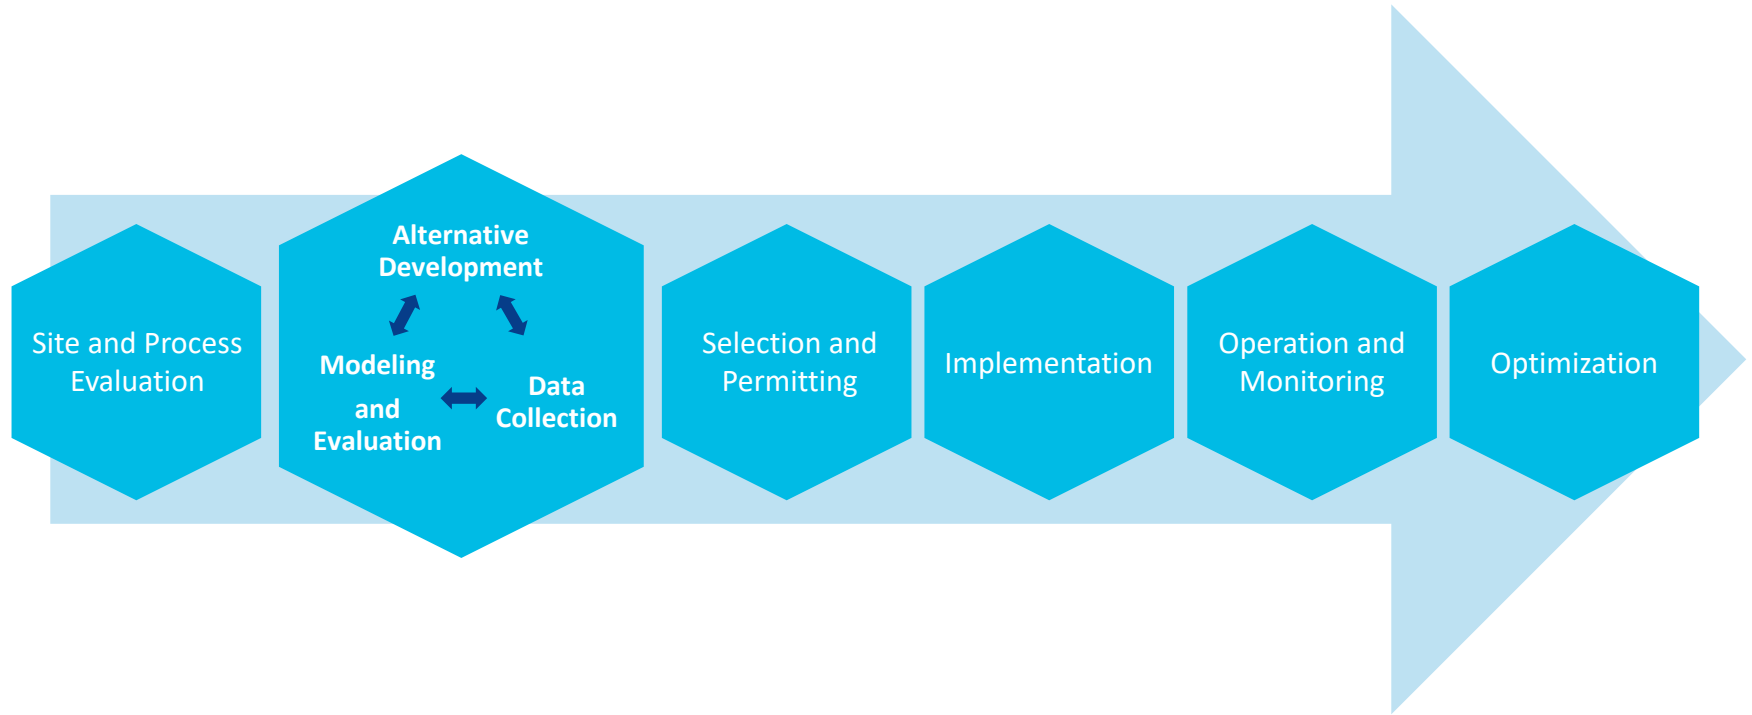 Site and Process
Evaluation
Alternative
Development
Modeling
and
Evaluation
Data
Collection
Selection and
Permitting
Implementation
Operation and
Monitoring
Optimization